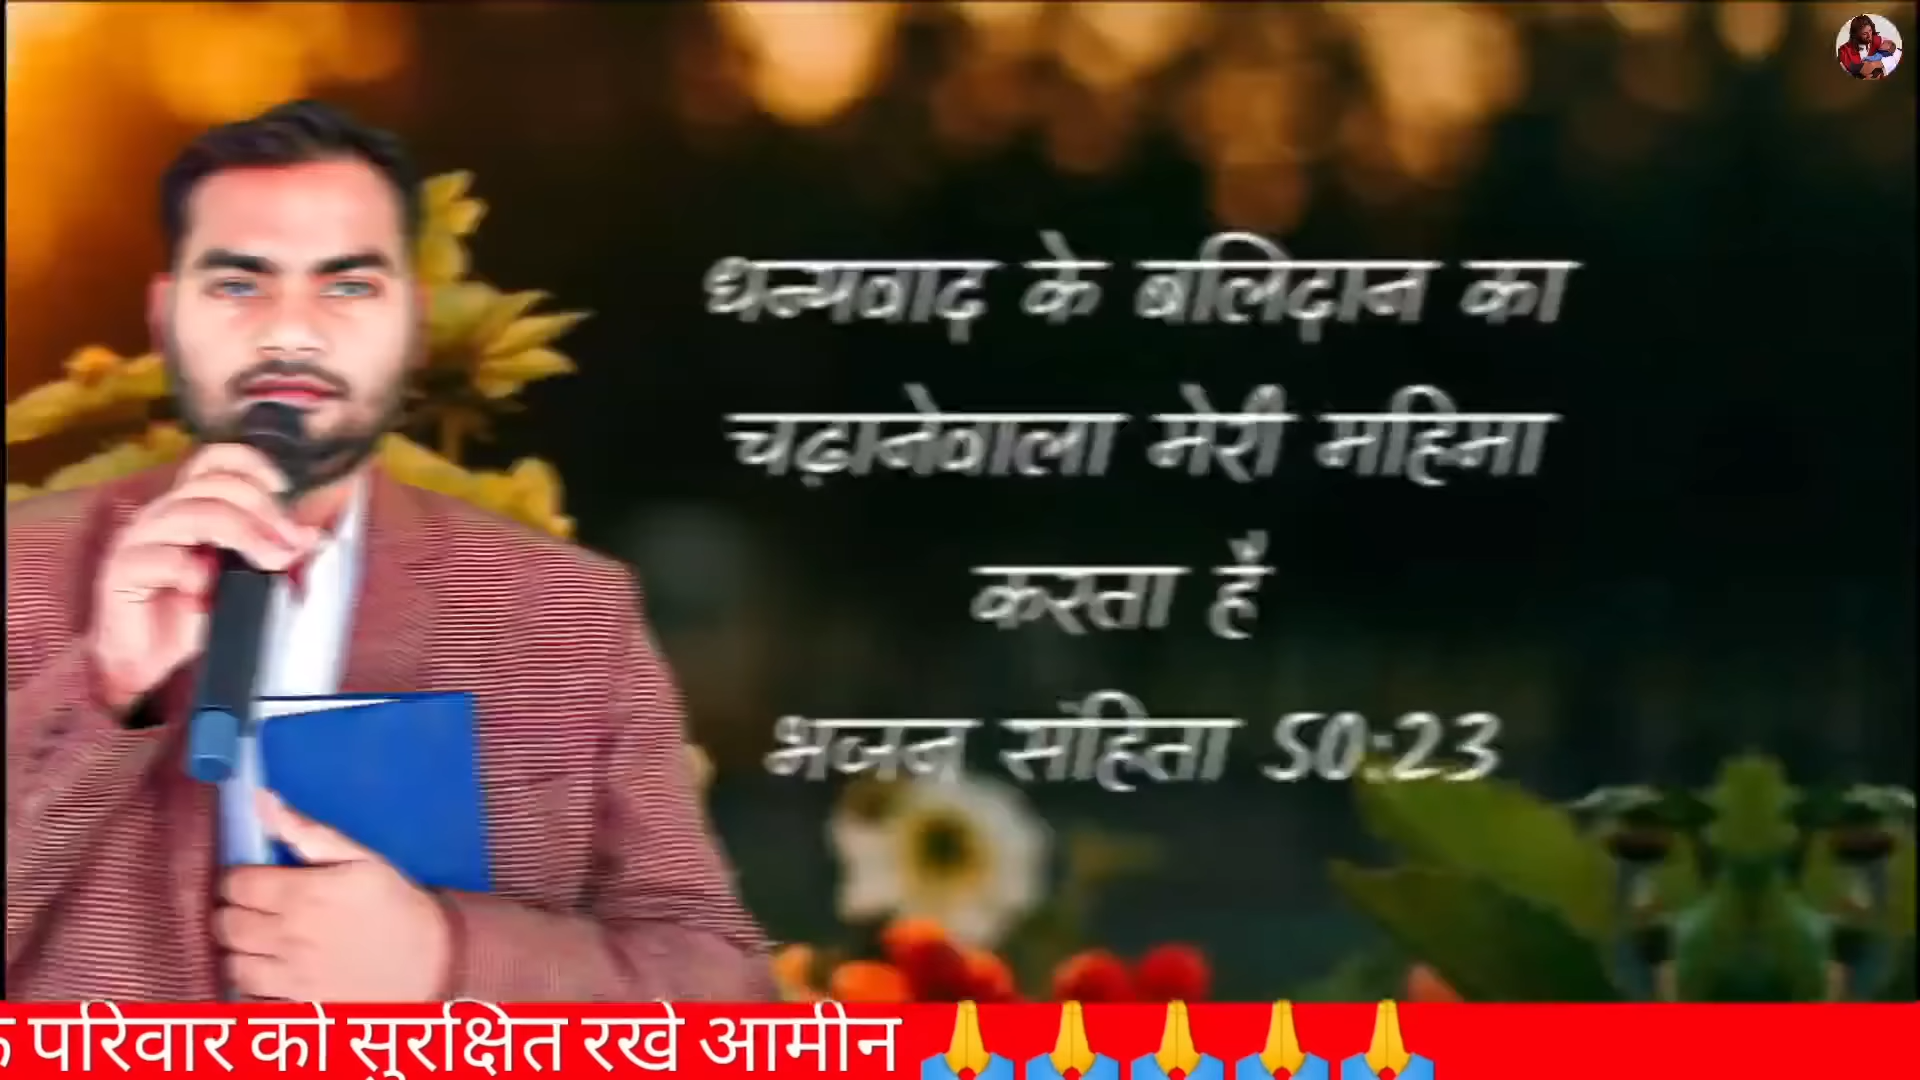 धन्यवाद के बलिदान का
चढ़ानेवाला मेरी महिमा
करता हैं
भजन संहिता 50:23
परिवार को सुरक्षित रखे आमीन 🙏🙏🙏🙏🙏